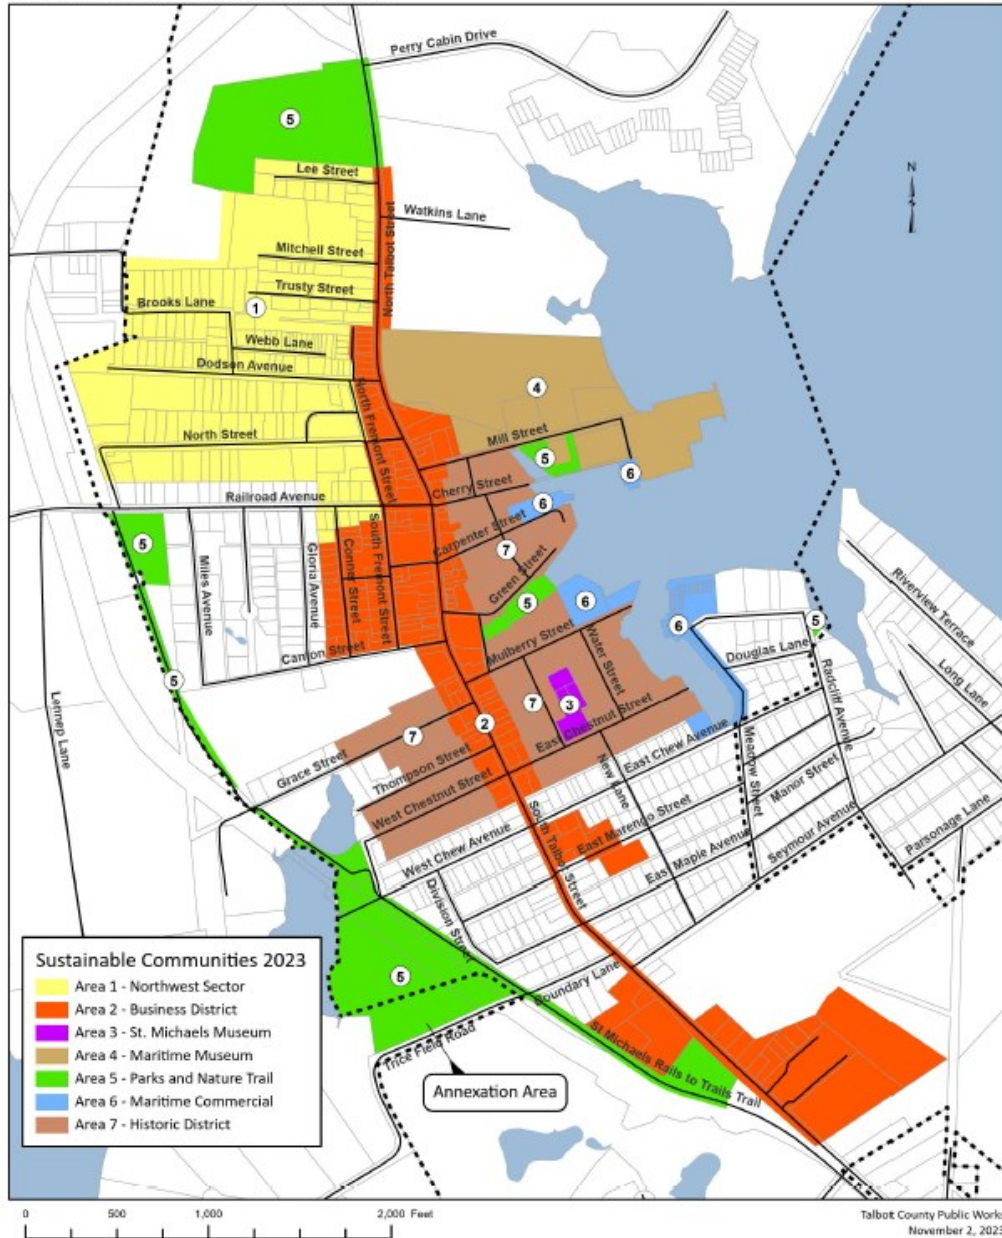 Perry Cabin Drive
5
N
Lee Street
Watkins Lane
North Talbot Street
Mitchell Street
Trusty Street
Brooks Lane
1
Webb Lane
Dodson Avenue
North Fremont Street
4
North Street
Mill Street
5
6
Cherry Street
Railroad Avenue
6
Carpenter Street
5
Miles Avenue
Gloria Avenue
Conner Street
South Fremont Street
7
Green Street
Riverview Terrace
5
6
6
5
Canton Street
Mulberry Street
Water Street
Douglas Lane
Long Lane
5
Radcliff Avenue
Lennep Lane
7
3
2
7
East Chestnut Street
Grace Street
Thompson Street
West Chestnut Street
New Lane
East Chew Avenue
Meadow Street
Manor Street
Parsonage Lane
South Talbot Street
West Chew Avenue
East Marengo Street
East Maple Avenue
Seymour Avenue
Division Street
5
Boundary Lane
Trice Field Road
St Michaels Rails to Trails Trail
Annexation Area
Sustainable Communities 2023
Area 1 - Northwest Sector
Area 2 - Business District
Area 3 - St. Michaels Museum
Area 4 - Maritime Museum
Area 5 - Parks and Nature Trail
Area 6 - Maritime Commercial
Area 7 - Historic District
0 500 1,000 2,000 Feet
Talbot County Public Works
November 2, 2023